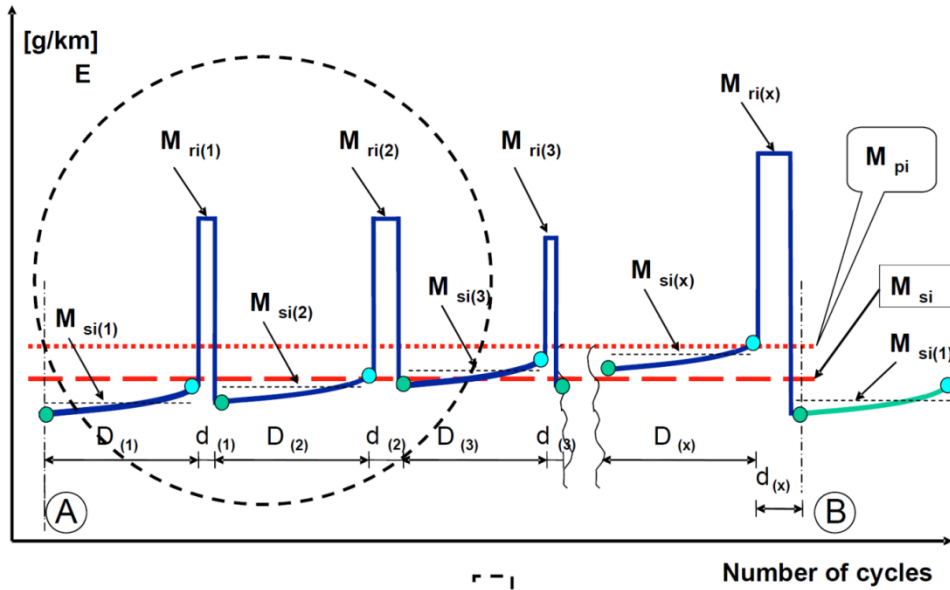 [g/km]
E
M ri(1)
M ri(2)
M ri(3)
M ri(x)
M pi
M si(1)
M si(2)
M si(3)
M si(x)
M si
M si(1)
D (1)
d (1)
D (2)
d (2)
D (3)
d (3)
D (x)
d (x)
A
B
Number of cycles